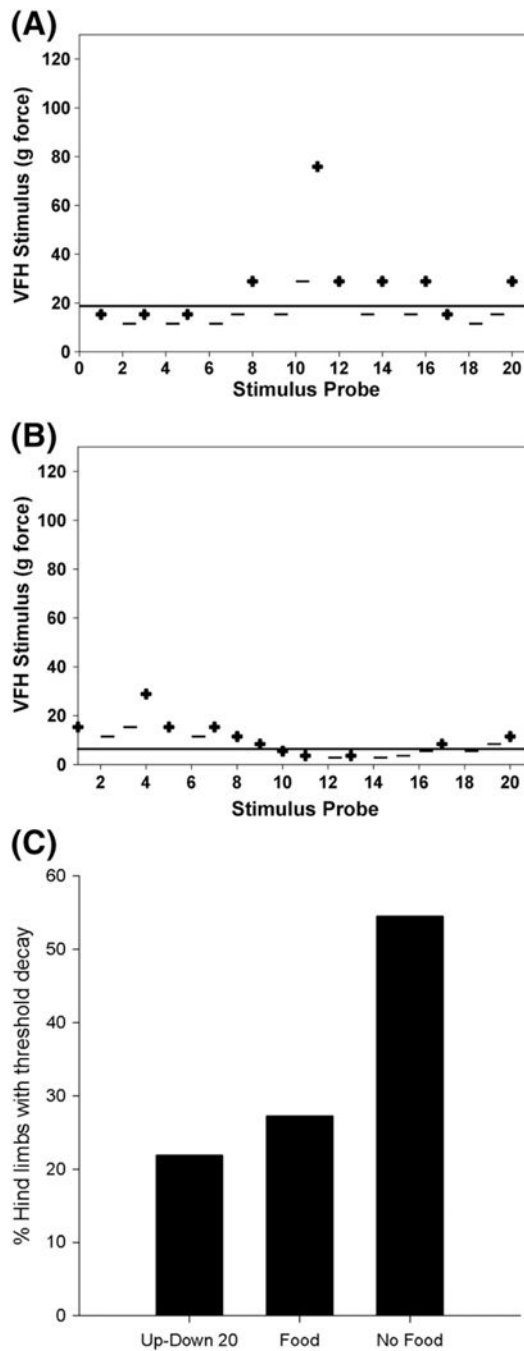 (A)
VFH Stimulus (g force)
120
100
80
60
40
20
0
0 2 4 6 8 10 12 14 16 18 20
Stimulus Probe
(B)
VFH Stimulus (g force)
120
100
80
60
40
20
0
2 4 6 8 10 12 14 16 18 20
Stimulus Probe
(C)
% Hind limbs with threshold decay
60
50
40
30
20
10
0
Up-Down 20 Food No Food